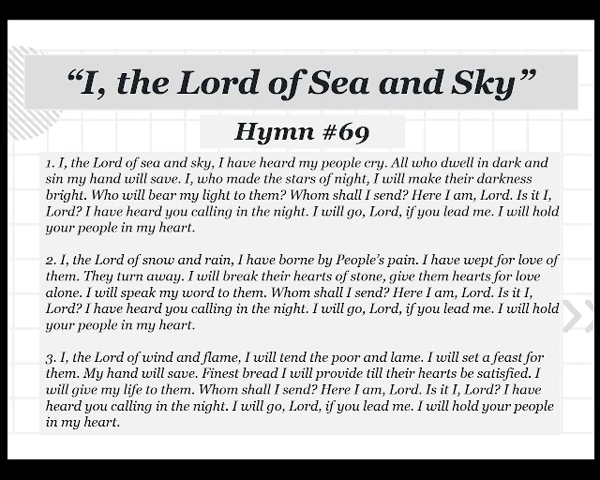 “I, the Lord of Sea and Sky”
Hymn #69
1. I, the Lord of sea and sky, I have heard my people cry. All who dwell in dark and
sin my hand will save. I, who made the stars of night, I will make their darkness
bright. Who will bear my light to them? Whom shall I send? Here I am, Lord. Is it I,
Lord? I have heard you calling in the night. I will go, Lord, if you lead me. I will hold
your people in my heart.
2. I, the Lord of snow and rain, I have borne by People’s pain. I have wept for love of
them. They turn away. I will break their hearts of stone, give them hearts for love
alone. I will speak my word to them. Whom shall I send? Here I am, Lord. Is it I,
Lord? I have heard you calling in the night. I will go, Lord, if you lead me. I will hold
your people in my heart.
3. I, the Lord of wind and flame, I will tend the poor and lame. I will set a feast for
them. My hand will save. Finest bread I will provide till their hearts be satisfied. I
will give my life to them. Whom shall I send? Here I am, Lord. Is it I, Lord? I have
heard you calling in the night. I will go, Lord, if you lead me. I will hold your people
in my heart.